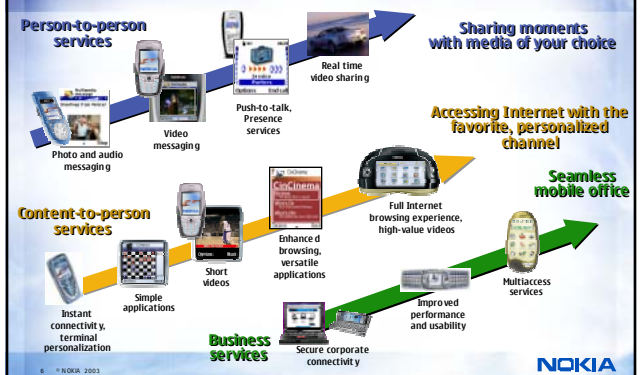 Person-to-person
services
Sharing moments
with media of your choice
Real time
video sharing
Push-to-talk,
Presence
services
Video
messaging
Photo and audio
messaging
Accessing Internet with the
favorite, personalized
channel
Content-to-person
services
Full Internet
browsing experience,
high-value videos
CinCinema
Enhanced
browsing,
versatile
applications
Short
videos
Simple
applications
Instant
connectivity,
terminal
personalization
Seamless
mobile office
Multiaccess
services
Improved
performance
and usability
Business
services
Secure corporate
connectivity
6 © NOKIA 2003
NOKIA